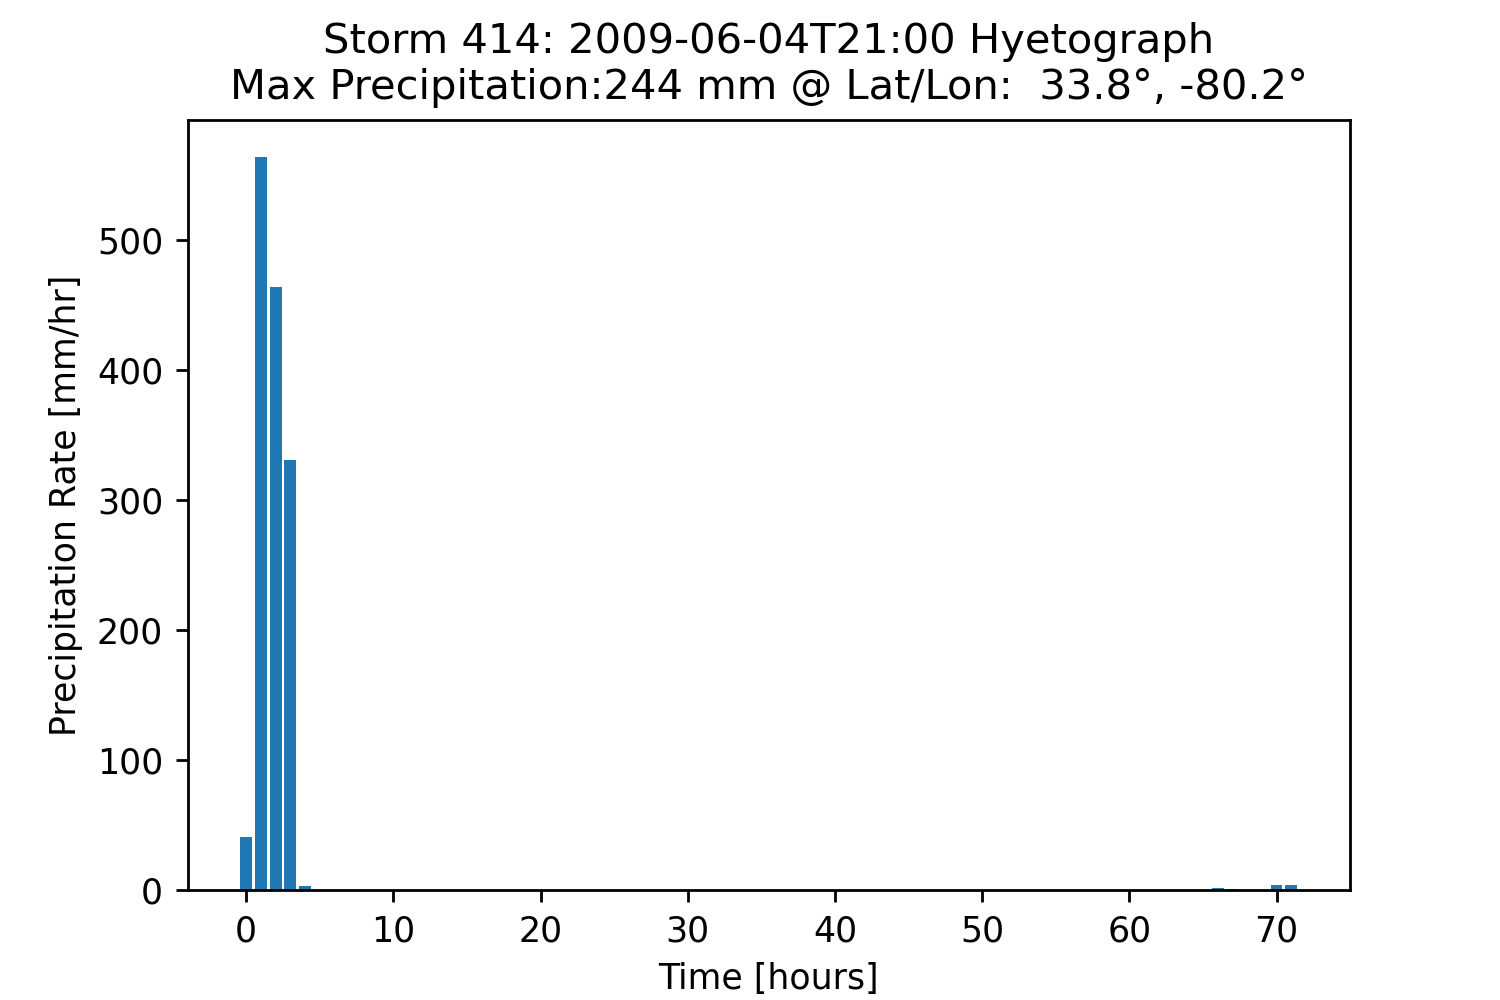 Storm 414: 2009-06-04T21:00 Hyetograph
Max Precipitation:244 mm @ Lat/Lon:  33.8°, -80.2°
Precipitation Rate [mm/hr]
500
400
300
200
100
0
0 10 20 30 40 50 60 70
Time [hours]